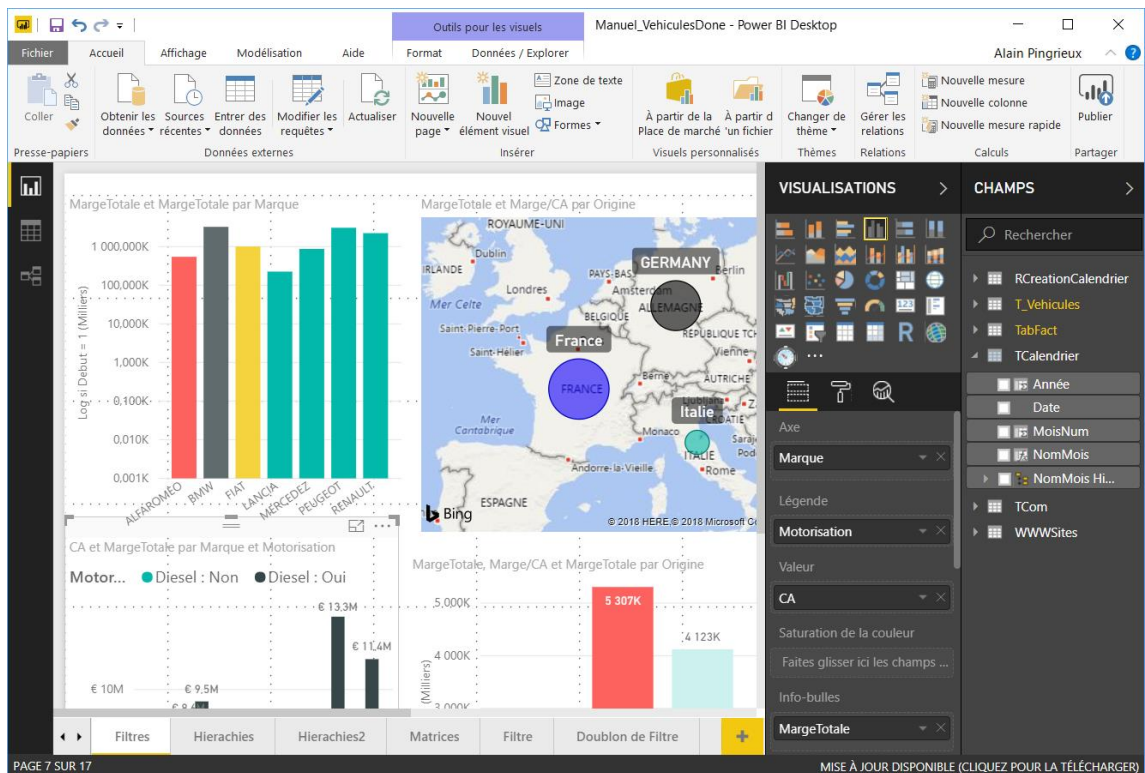 Outils pour les visuels
Manuel_VehiculesDone - Power BI Desktop
Fichier Accueil Affichage Modélisation Aide Format Données / Explorer Alain Pingrieux
Coller
Obtenir les données
Sources récentes
Entrer des données
Modifier les requêtes
Actualiser
Nouvelle page
Nouvel élément visuel
Zone de texte
Image
Formes
À partir de la Place de marché
À partir d 'un fichier
Changer de thème
Gérer les relations
Nouvelle mesure
Nouvelle colonne
Nouvelle mesure rapide
Publier
Presse-papiers Données externes Insérer Visuels personnalisés Thèmes Relations Calculs Partager
MargeTotale et MargeTotale par Marque
Log si Debut = 1 (Milliers)
1 000,000K
100,000K
10,000K
1,000K
0,100K
0,010K
0,001K
ALFAROMÉO BMW FIAT LANCIA MERCEDEZ PEUGEOT RENAULT
MargeTotale et Marge/CA par Origine
ROYAUME-UNI
Dublin
IRLANDE
GERMANY
PAYS-BAS
Berlin
Londres
Amsterdam
Mer Celte
ALLEMAGNE
BELGIQUE
Saint-Pierre-Port
RÉPUBLIQUE TCH
France
Saint-Hélier
Vienne
Berne
AUTRICHE
FRANCE
Ljubljana
Italie
CROATIE
Mer Cantabrique
Monaco
Saraj
ITALIE
Pod
Andorre-la-Vieille
Rome
ESPAGNE
Bing
© 2018 HERE © 2018 Microsoft Co
CA et MargeTotale par Marque et Motorisation
Motor... Diesel : Non Diesel : Oui
€ 13,3M
€ 11,4M
€ 10M
€ 9,5M
MargeTotale, Marge/CA et MargeTotale par Origine
(Milliers)
5 000K
4 000K
3 000K
5 307K
4 123K
VISUALISATIONS
R
123
Axe
Marque
Légende
Motorisation
Valeur
CA
Saturation de la couleur
Faites glisser ici les champs ...
Info-bulles
MargeTotale
CHAMPS
Rechercher
RCreationCalendrier
T_Vehicules
TabFact
TCalendrier
Année
Date
MoisNum
NomMois
NomMois Hi...
TCom
WWWSites
Filtres Hierachies Hierachies2 Matrices Filtre Doublon de Filtre +
PAGE 7 SUR 17
MISE À JOUR DISPONIBLE (CLIQUEZ POUR LA TÉLÉCHARGER)